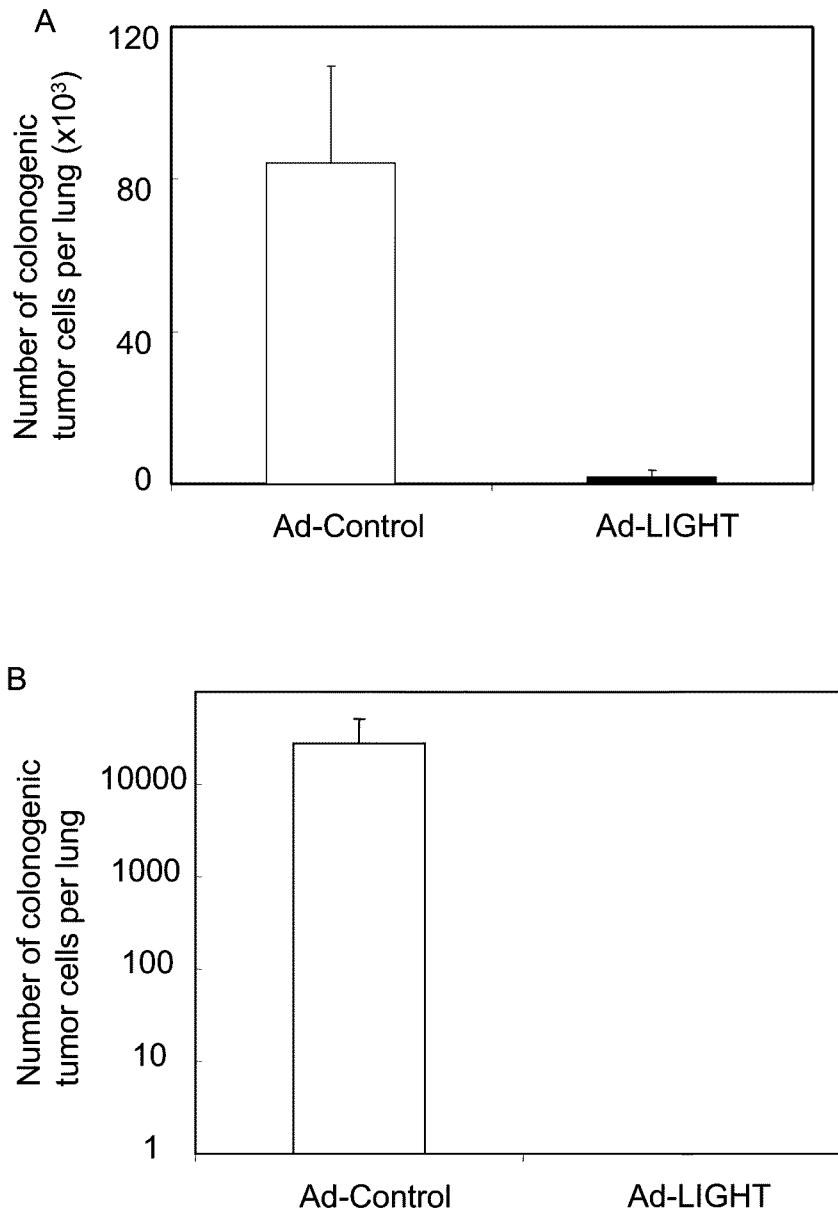 A
Number of colonogenic
tumor cells per lung (x10³)
120
80
40
0
Ad-Control Ad-LIGHT
B
Number of colonogenic
tumor cells per lung
10000
1000
100
10
1
Ad-Control Ad-LIGHT